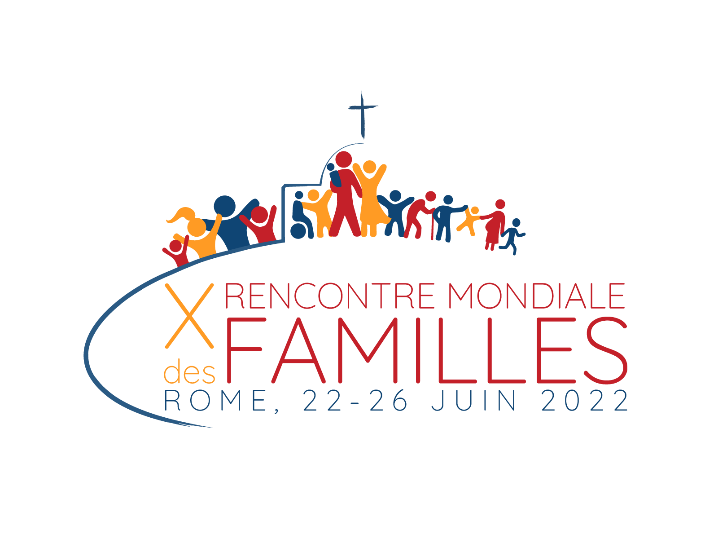 X RENCONTRE MONDIALE
des FAMILLES
ROME, 22-26 JUIN 2022